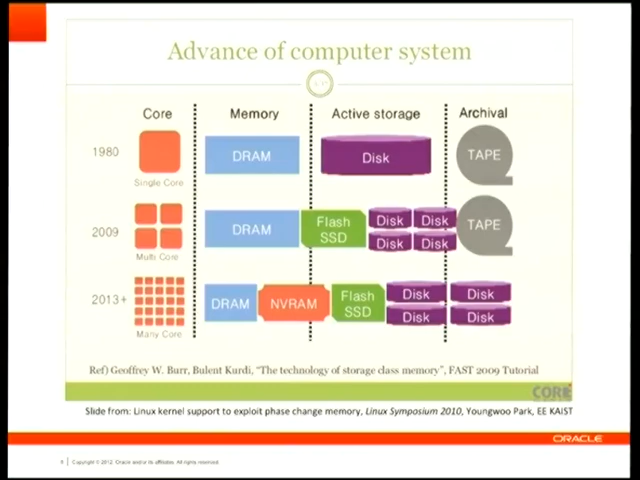 Advance of computer system
Core Memory Active storage Archival
1980 DRAM Disk TAPE
Single Core
2009 DRAM Flash SSD Disk Disk Disk Disk TAPE
Multi Core
2013+ DRAM NVRAM Flash SSD Disk Disk Disk Disk
Many Core
Ref) Geoffrey W. Burr, Bulent Kurdi, “The technology of storage class memory”, FAST 2009 Tutorial
CORE
Slide from: Linux kernel support to exploit phase change memory, Linux Symposium 2010, Youngwoo Park, EE KAIST
ORACLE
Copyright © 2012, Oracle and/or its affiliates. All rights reserved.